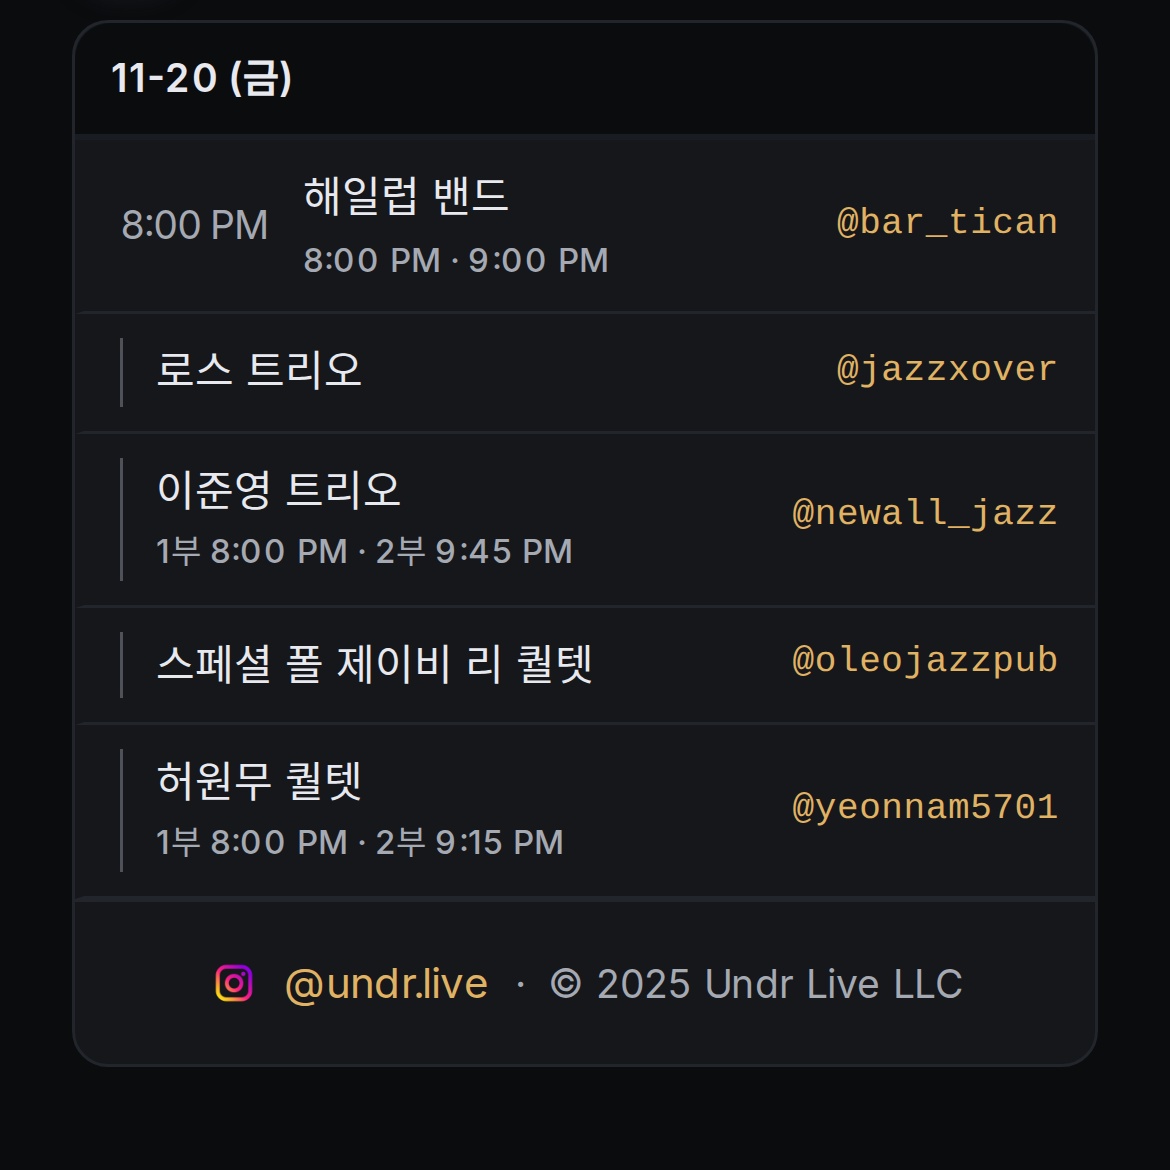 11-20 (금)
8:00 PM
해일럽 밴드
8:00 PM · 9:00 PM
@bar_tican
로스 트리오
@jazzxover
이준영 트리오
1부 8:00 PM · 2부 9:45 PM
@newall_jazz
스페셜 폴 제이비 리 퀄텟
@oleojazzpub
허원무 퀄텟
1부 8:00 PM · 2부 9:15 PM
@yeonnam5701
@undr.live · © 2025 Undr Live LLC